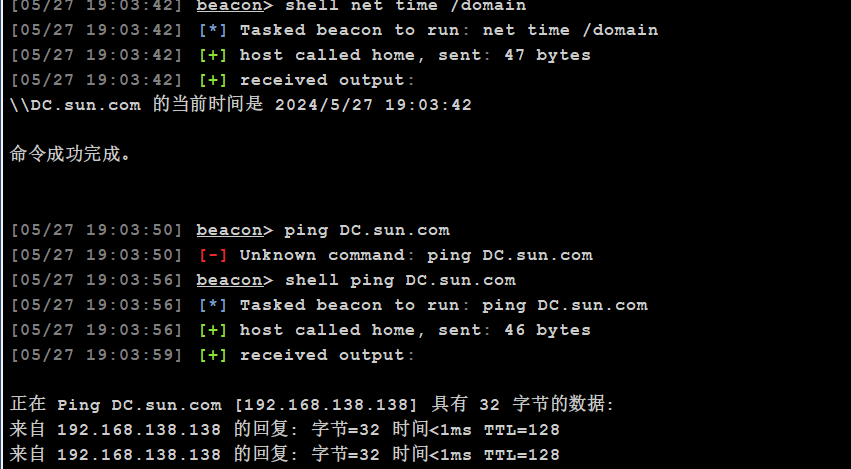 [05/27 19:03:42] beacon> shell net time /domain
[05/27 19:03:42] [*] Tasked beacon to run: net time /domain
[05/27 19:03:42] [+] host called home, sent: 47 bytes
[05/27 19:03:42] [+] received output:
\\DC.sun.com 的当前时间是 2024/5/27 19:03:42
命令成功完成。
[05/27 19:03:50] beacon> ping DC.sun.com
[05/27 19:03:50] [-] Unknown command: ping DC.sun.com
[05/27 19:03:56] beacon> shell ping DC.sun.com
[05/27 19:03:56] [*] Tasked beacon to run: ping DC.sun.com
[05/27 19:03:56] [+] host called home, sent: 46 bytes
[05/27 19:03:59] [+] received output:
正在 Ping DC.sun.com [192.168.138.138] 具有 32 字节的数据:
来自 192.168.138.138 的回复: 字节=32 时间<1ms TTL=128
来自 192.168.138.138 的回复: 字节=32 时间<1ms TTL=128